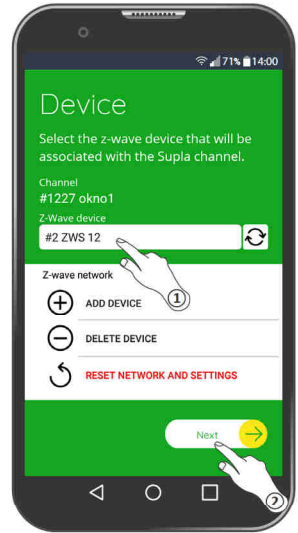 71% 14:00
Device
Select the z-wave device that will be
associated with the Supla channel.
Channel
#1227 okno1
Z-Wave device
#2 ZWS 12
Z-wave network
1
ADD DEVICE
DELETE DEVICE
RESET NETWORK AND SETTINGS
Next
2